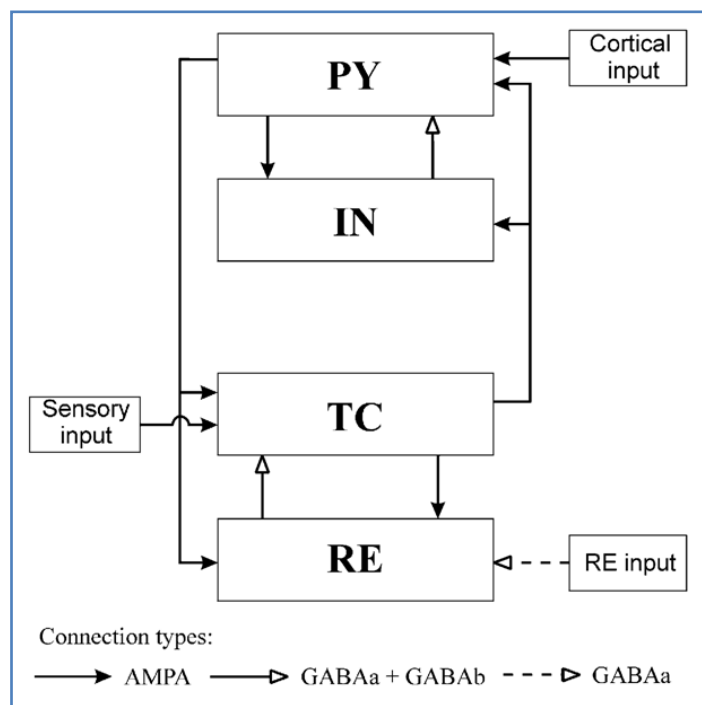 PY
Cortical
input
IN
TC
Sensory
input
RE
RE input
Connection types:
AMPA GABAa + GABAb GABAa